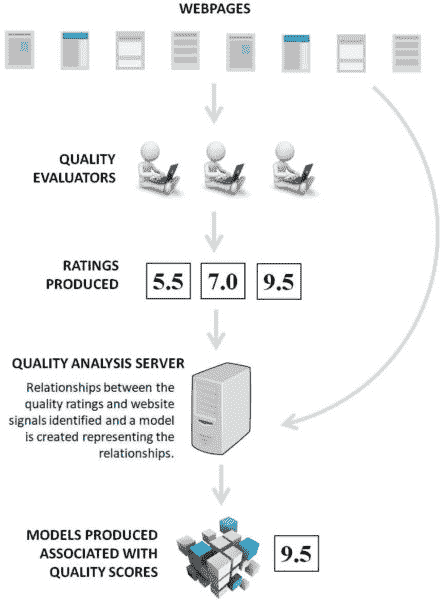 WEBPAGES
QUALITY
EVALUATORS
RATINGS
PRODUCED
5.5 7.0 9.5
QUALITY ANALYSIS SERVER
Relationships between the
quality ratings and website
signals identified and a model
is created representing the
relationships.
MODELS PRODUCED
ASSOCIATED WITH
QUALITY SCORES
9.5